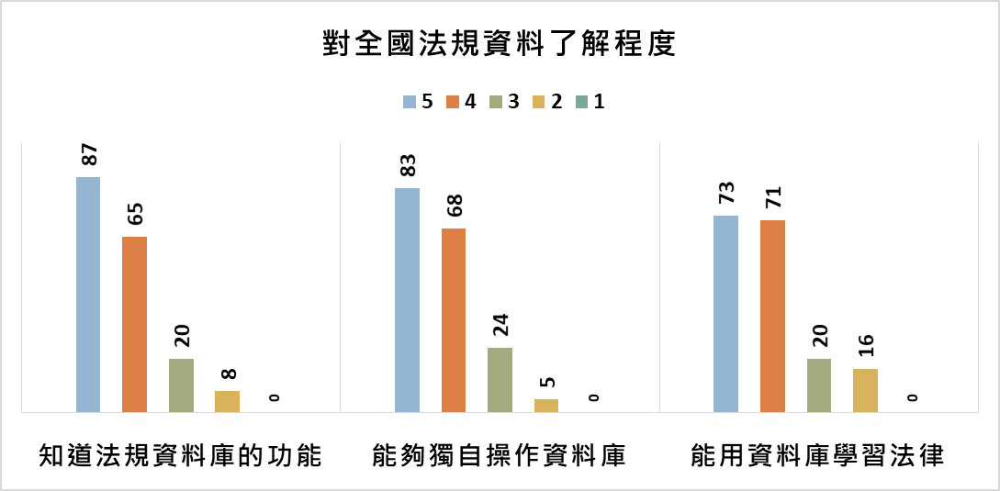 對全國法規資料了解程度
5 4 3 2 1
87 65 20 8 0
83 68 24 5 0
73 71 20 16 0
知道法規資料庫的功能 能夠獨自操作資料庫 能用資料庫學習法律